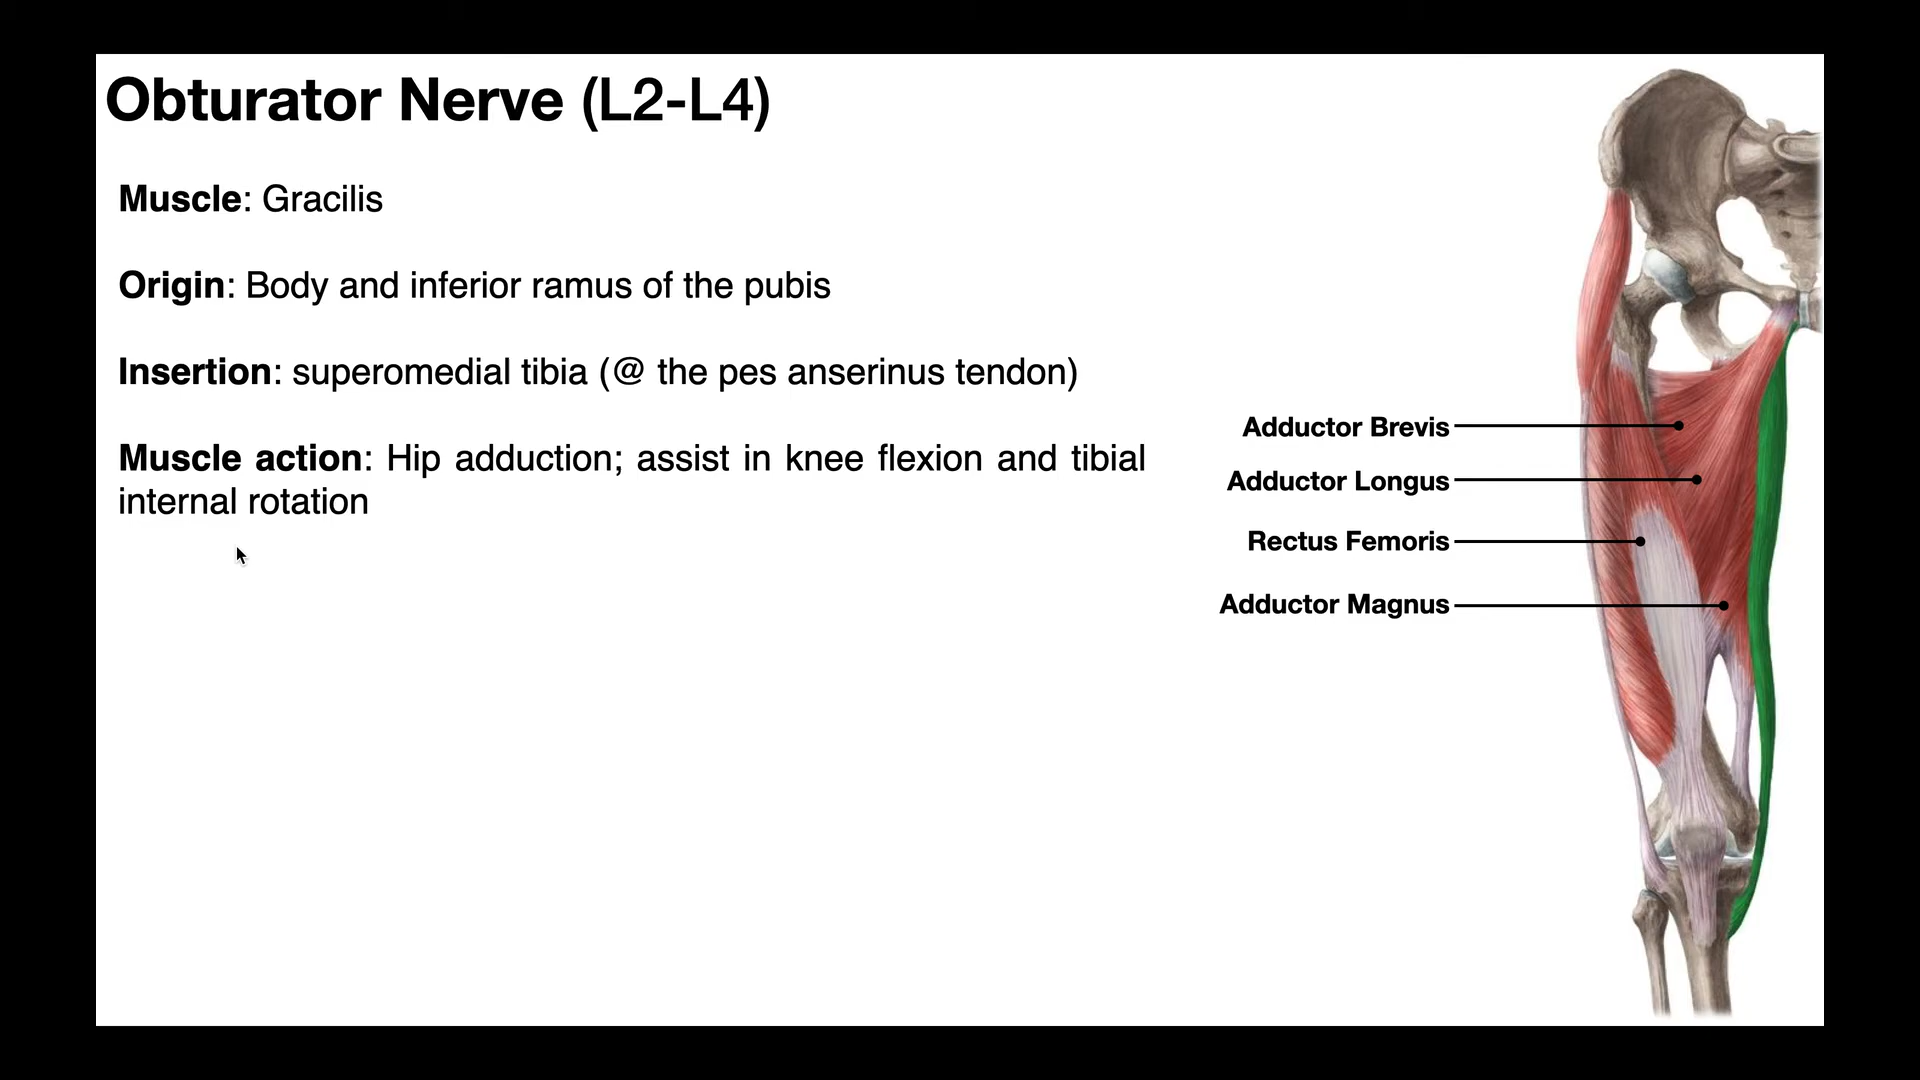 Obturator Nerve (L2-L4)
Muscle: Gracilis
Origin: Body and inferior ramus of the pubis
Insertion: superomedial tibia (@ the pes anserinus tendon)
Muscle action: Hip adduction; assist in knee flexion and tibial
internal rotation
Adductor Brevis
Adductor Longus
Rectus Femoris
Adductor Magnus